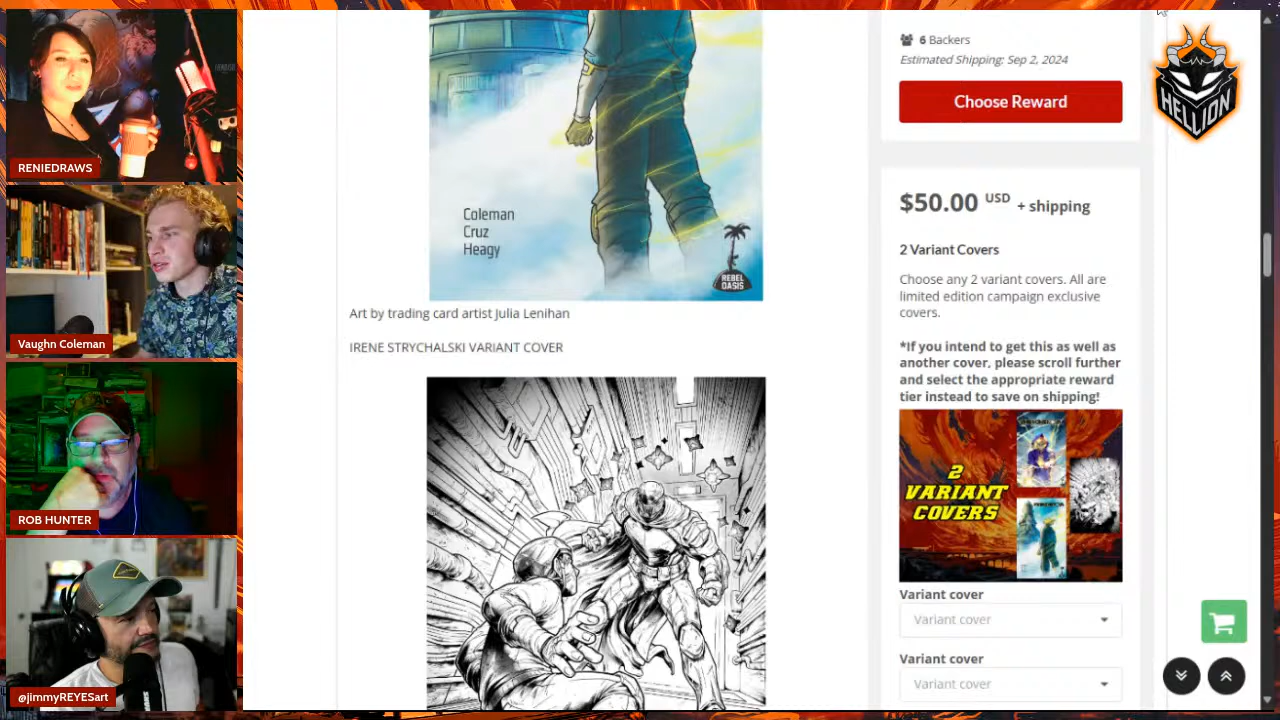 RENIEDRAWS
Vaughn Coleman
ROB HUNTER
@jimmyREYESart
Coleman
Cruz
Heagy
REBEL
OASIS
Art by trading card artist Julia Lenihan
IRENE STRYCHALSKI VARIANT COVER
6 Backers
Estimated Shipping: Sep 2, 2024
Choose Reward
$50.00 USD + shipping
2 Variant Covers
Choose any 2 variant covers. All are
limited edition campaign exclusive
covers.
*If you intend to get this as well as
another cover, please scroll further
and select the appropriate reward
tier instead to save on shipping!
2
VARIANT
COVERS
Variant cover
Variant cover
Variant cover
Variant cover
HELLION